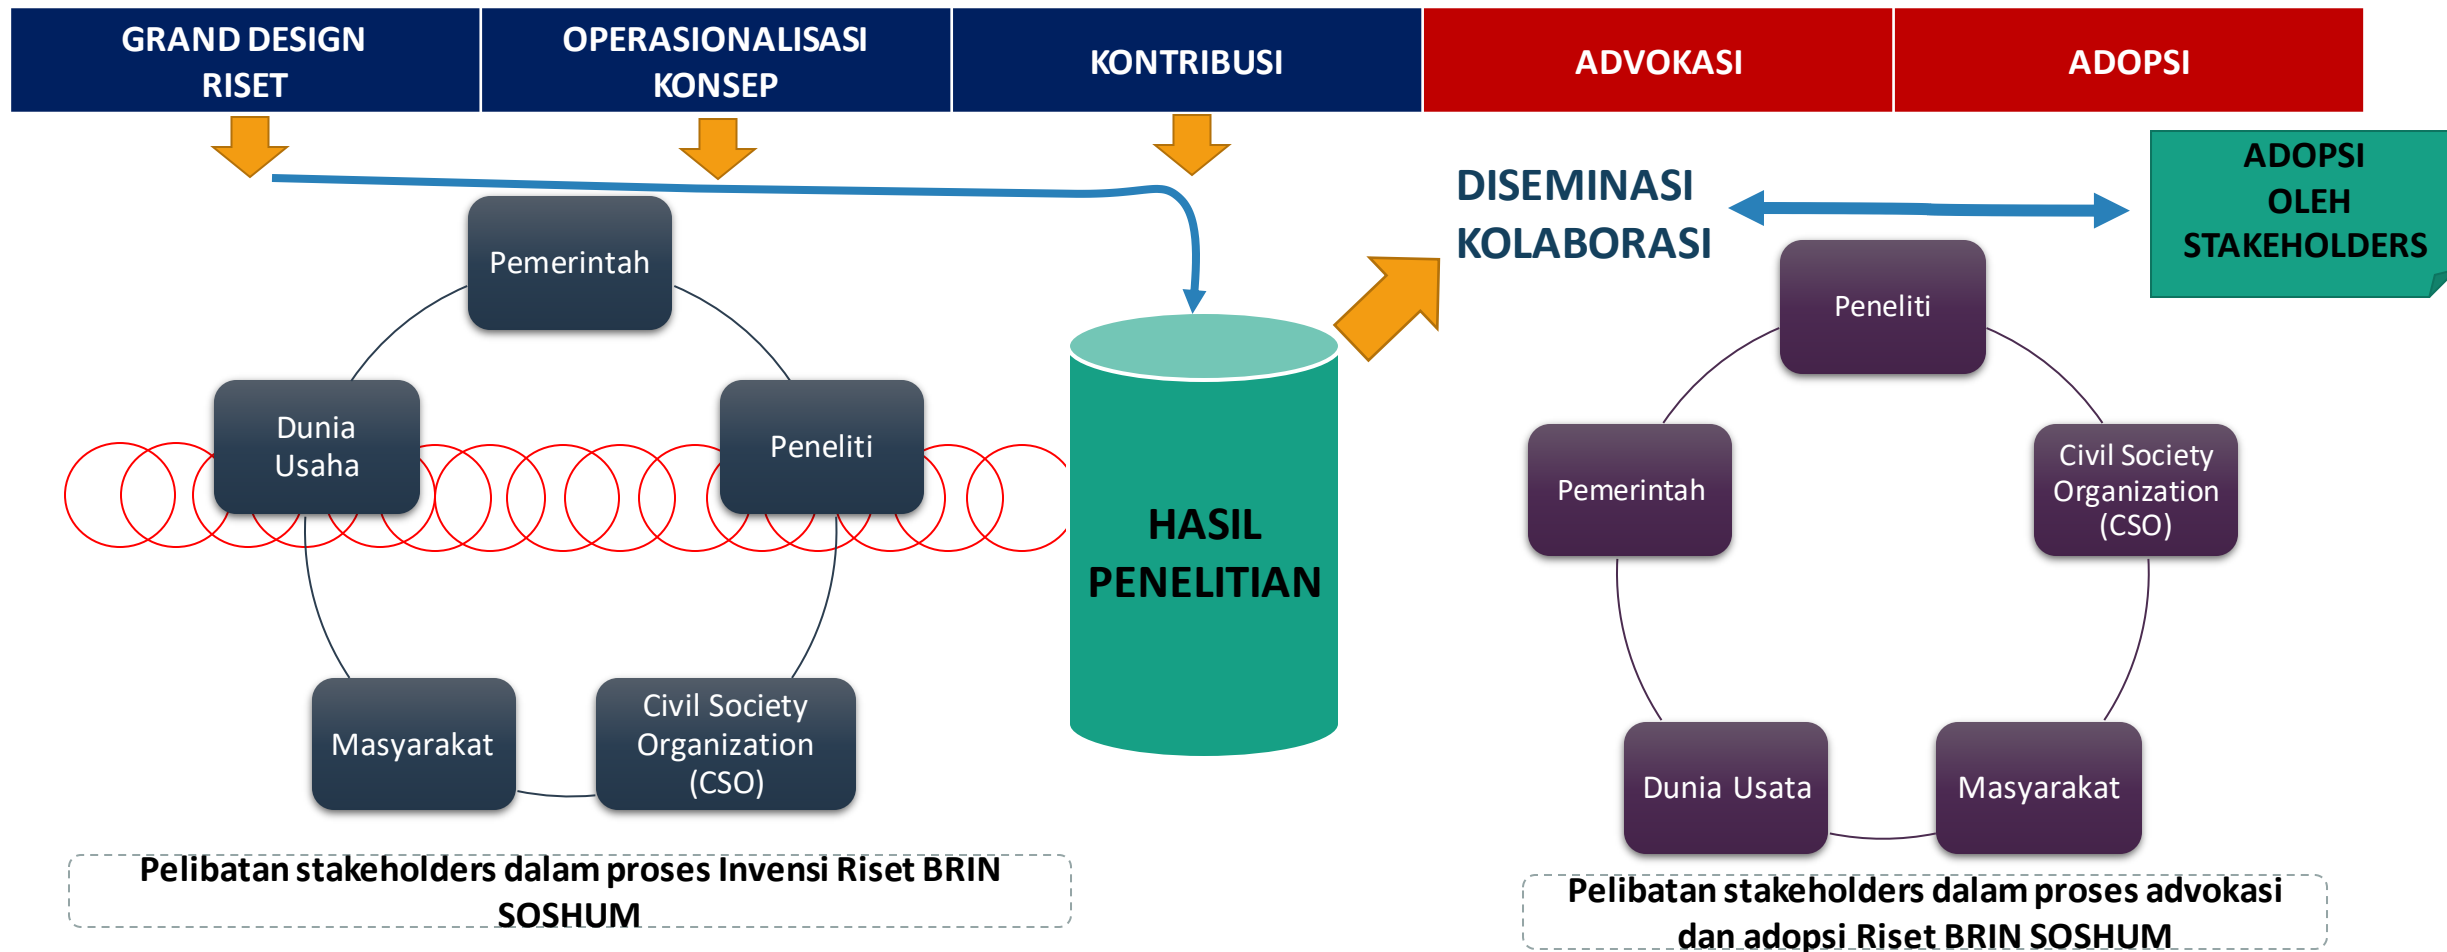 GRAND DESIGN
RISET
OPERASIONALISASI
KONSEP
KONTRIBUSI
ADVOKASI
ADOPSI
Pemerintah
Dunia
Usaha
Peneliti
Masyarakat
Civil Society
Organization
(CSO)
Pelibatan stakeholders dalam proses Invensi Riset BRIN
SOSHUM
HASIL
PENELITIAN
DISEMINASI
KOLABORASI
ADOPSI
OLEH
STAKEHOLDERS
Peneliti
Pemerintah
Civil Society
Organization
(CSO)
Dunia Usata
Masyarakat
Pelibatan stakeholders dalam proses advokasi
dan adopsi Riset BRIN SOSHUM